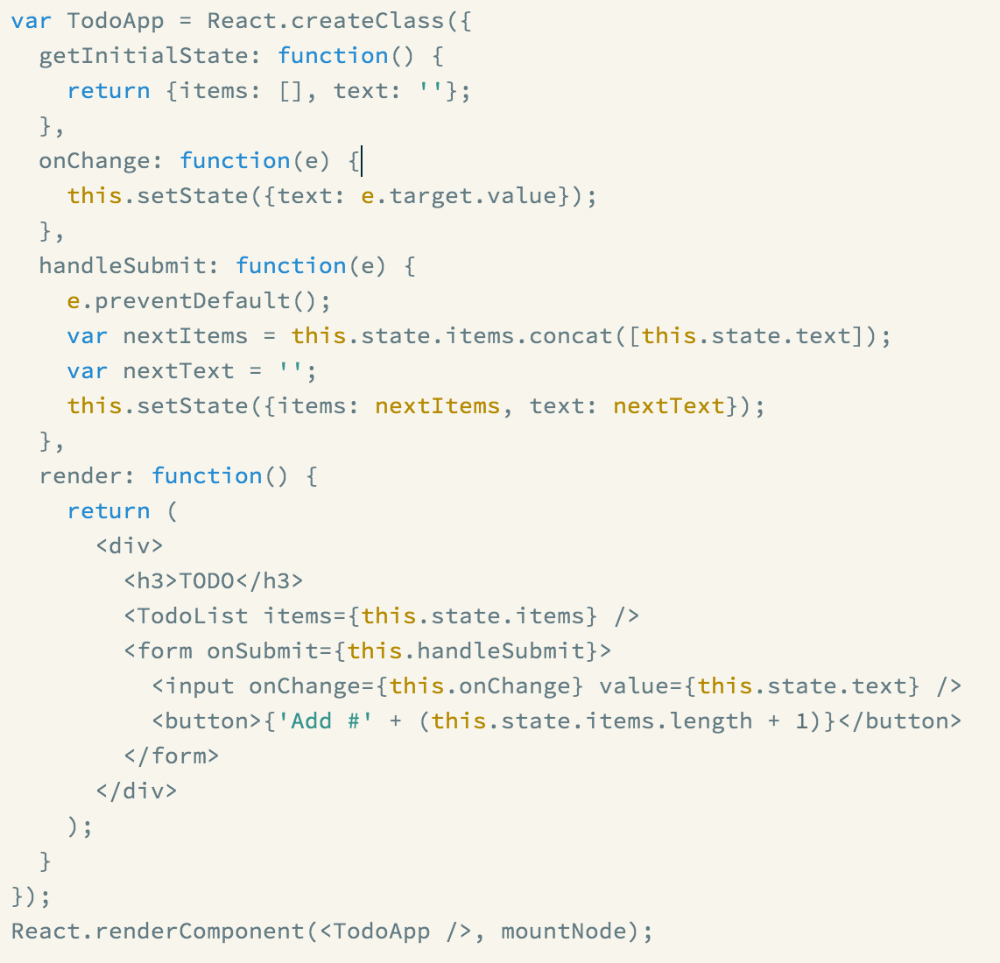 var TodoApp = React.createClass({
  getInitialState: function() {
    return {items: [], text: ''};
  },
  onChange: function(e) {
    this.setState({text: e.target.value});
  },
  handleSubmit: function(e) {
    e.preventDefault();
    var nextItems = this.state.items.concat([this.state.text]);
    var nextText = '';
    this.setState({items: nextItems, text: nextText});
  },
  render: function() {
    return (
      <div>
        <h3>TODO</h3>
        <TodoList items={this.state.items} />
        <form onSubmit={this.handleSubmit}>
          <input onChange={this.onChange} value={this.state.text} />
          <button>{'Add #' + (this.state.items.length + 1)}</button>
        </form>
      </div>
    );
  }
});
React.renderComponent(<TodoApp />, mountNode);